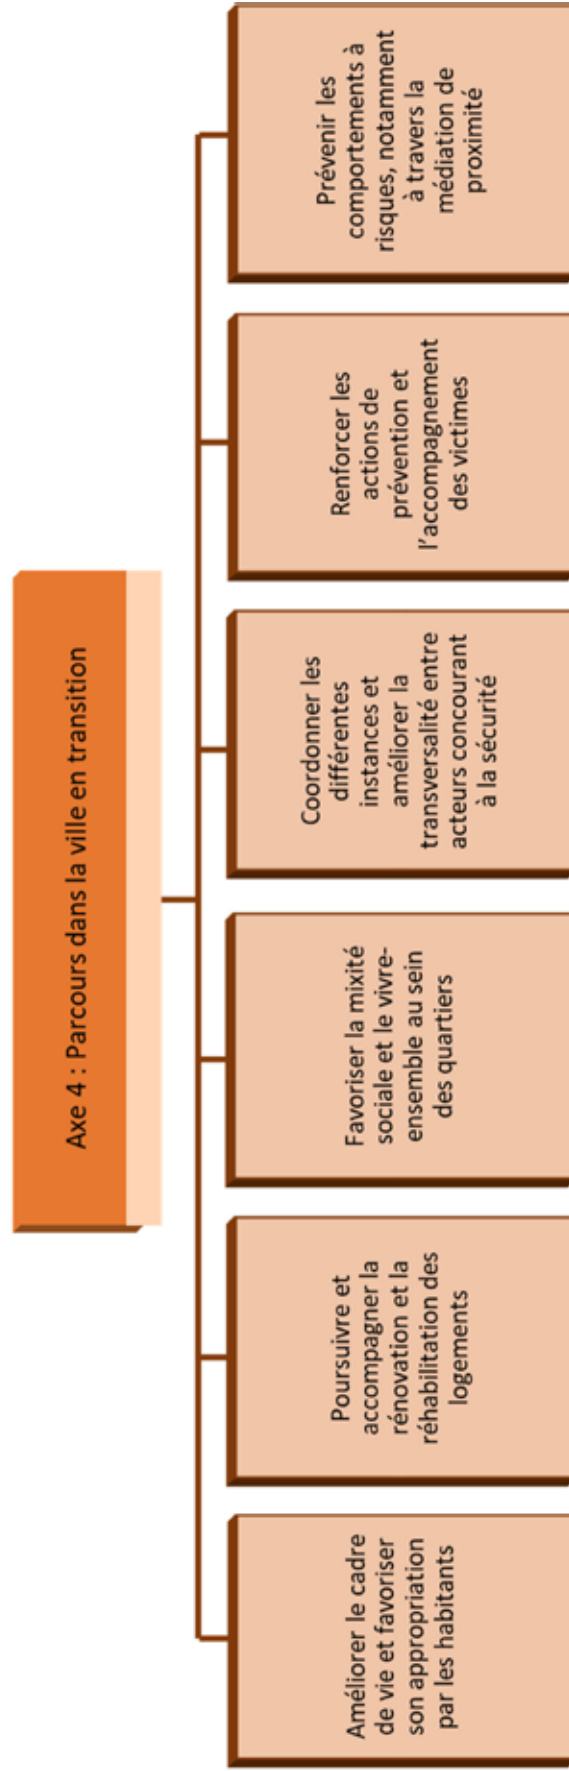 Axe 4 : Parcours dans la ville en transition
Améliorer le cadre
de vie et favoriser
son appropriation
par les habitants
Poursuivre et
accompagner la
rénovation et la
réhabilitation des
logements
Favoriser la mixité
sociale et le vivre-
ensemble au sein
des quartiers
Coordonner les
différentes
instances et
améliorer la
transversalité entre
acteurs concourant
à la sécurité
Renforcer les
actions de
prévention et
l'accompagnement
des victimes
Prévenir les
comportements à
risques, notamment
à travers la
médiation de
proximité